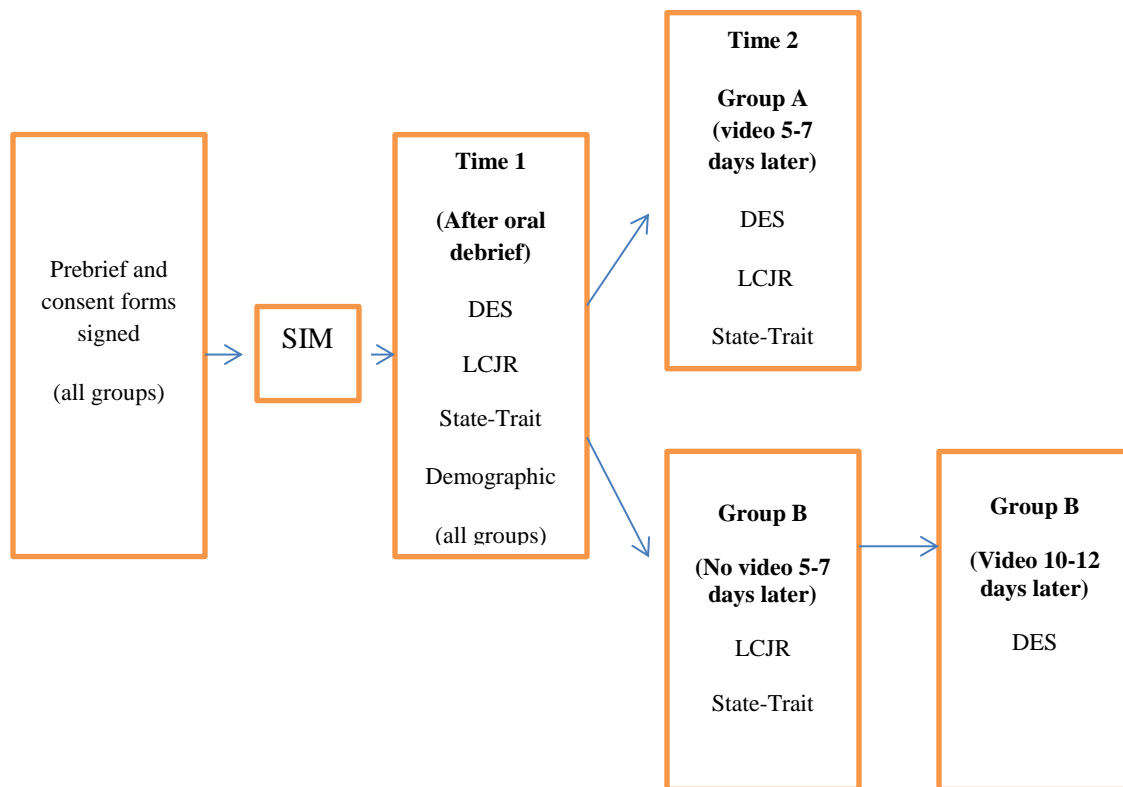 Prebrief and
consent forms
signed
(all groups)
SIM
Time 1
(After oral
debrief)
DES
LCJR
State-Trait
Demographic
(all groups)
Time 2
Group A
(video 5-7
days later)
DES
LCJR
State-Trait
Group B
(No video 5-7
days later)
LCJR
State-Trait
Group B
(Video 10-12
days later)
DES